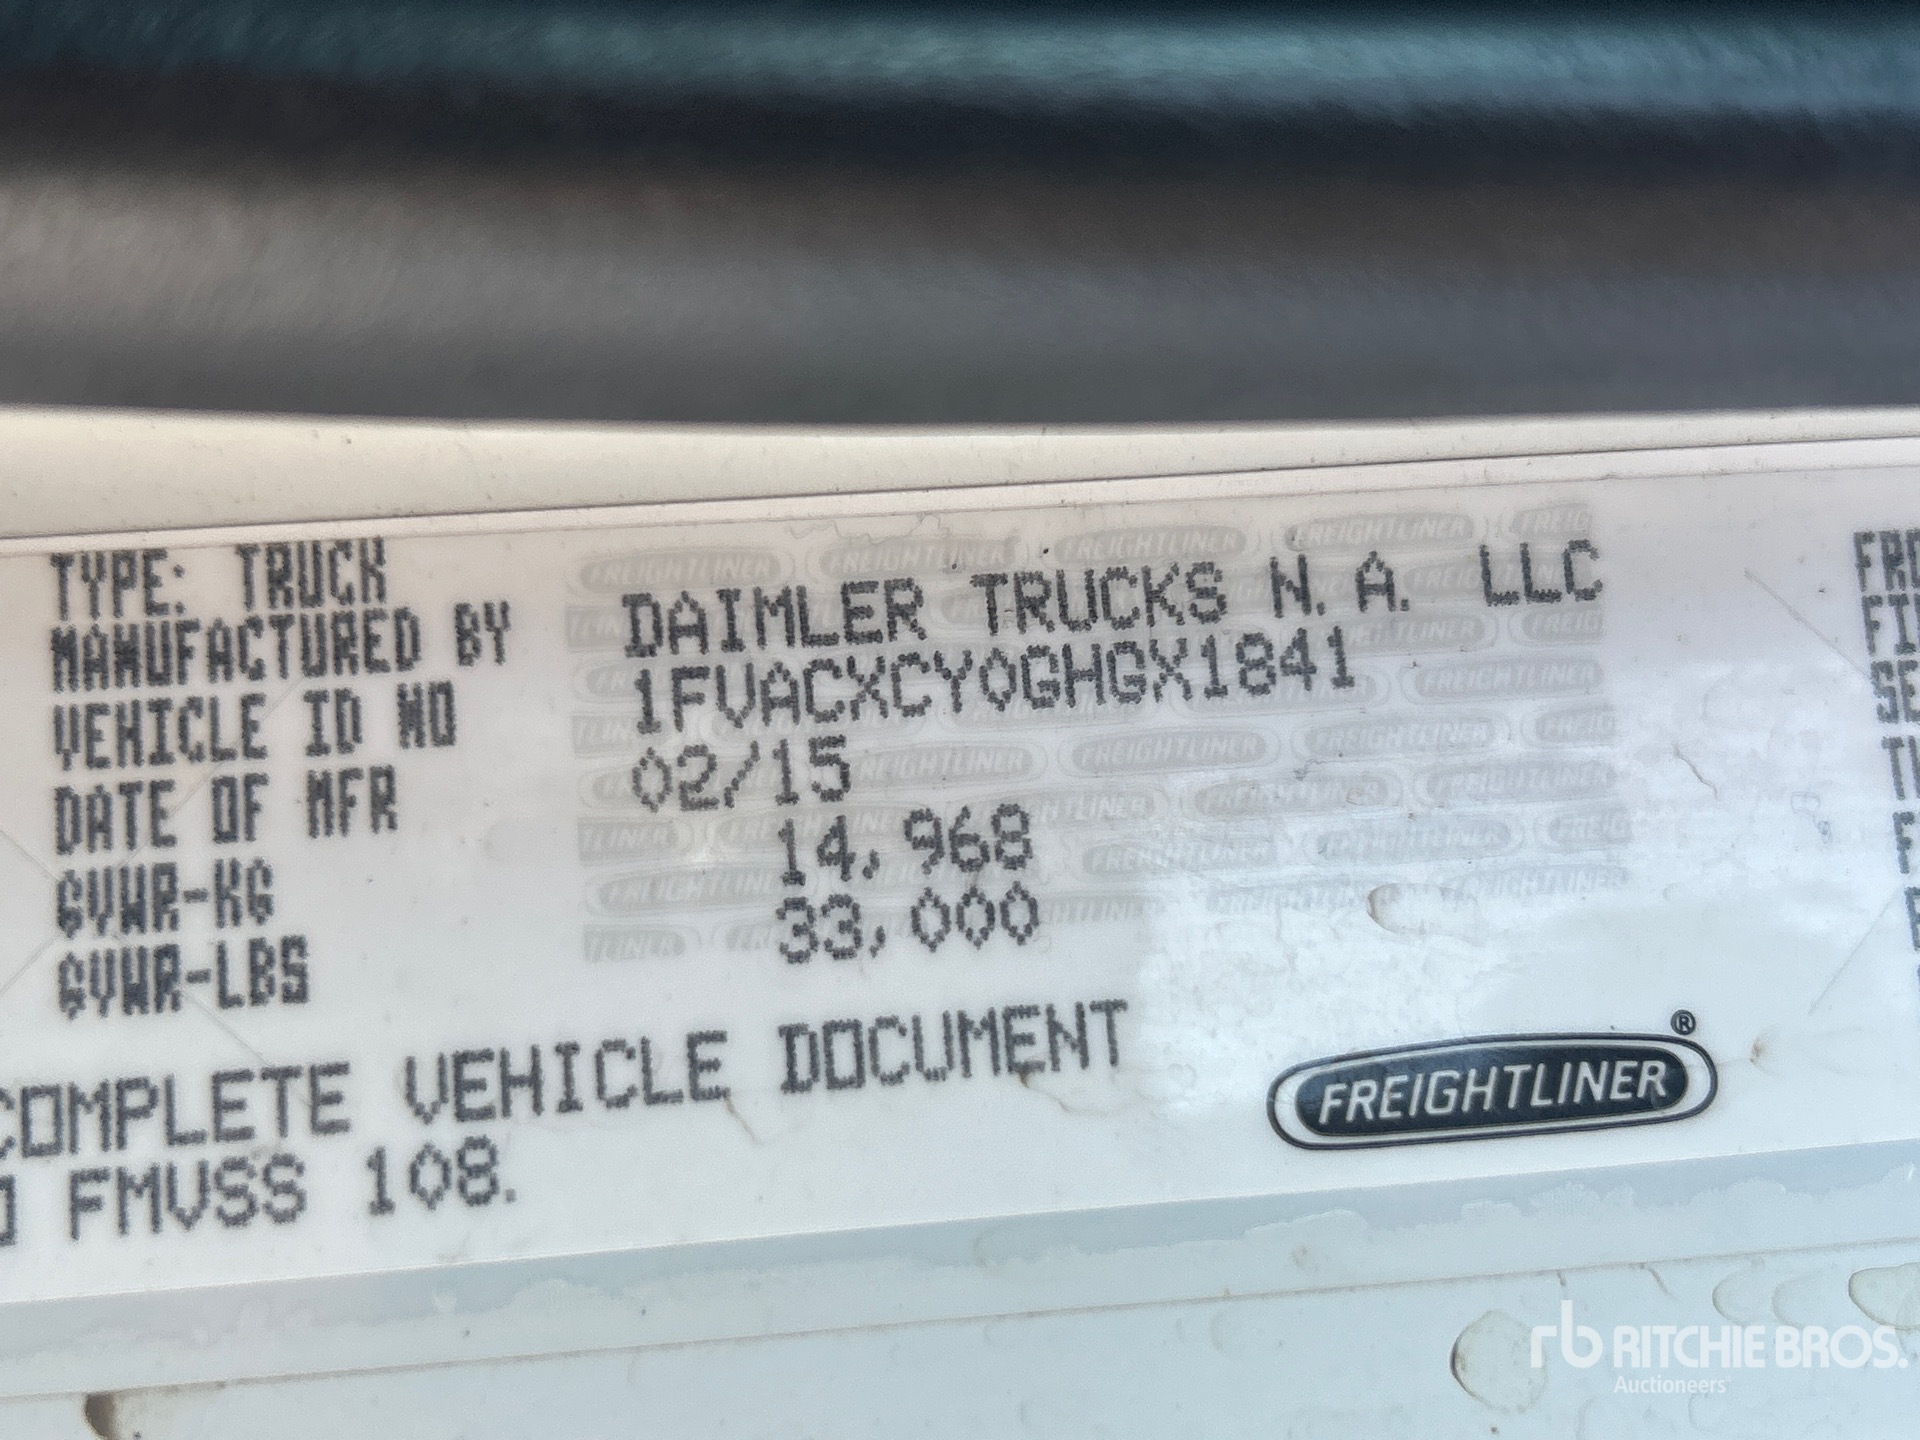 TYPE: TRUCK
MANUFACTURED BY DAIMLER TRUCKS N.A. LLC
VEHICLE ID NO 1FVACXCY0GHGX1841
DATE OF MFR 02/15
GVWR-KG 14,968
GVWR-LBS 33,000
COMPLETE VEHICLE DOCUMENT
FMVSS 108.
FREIGHTLINER®
rb RITCHIE BROS.
Auctioneers